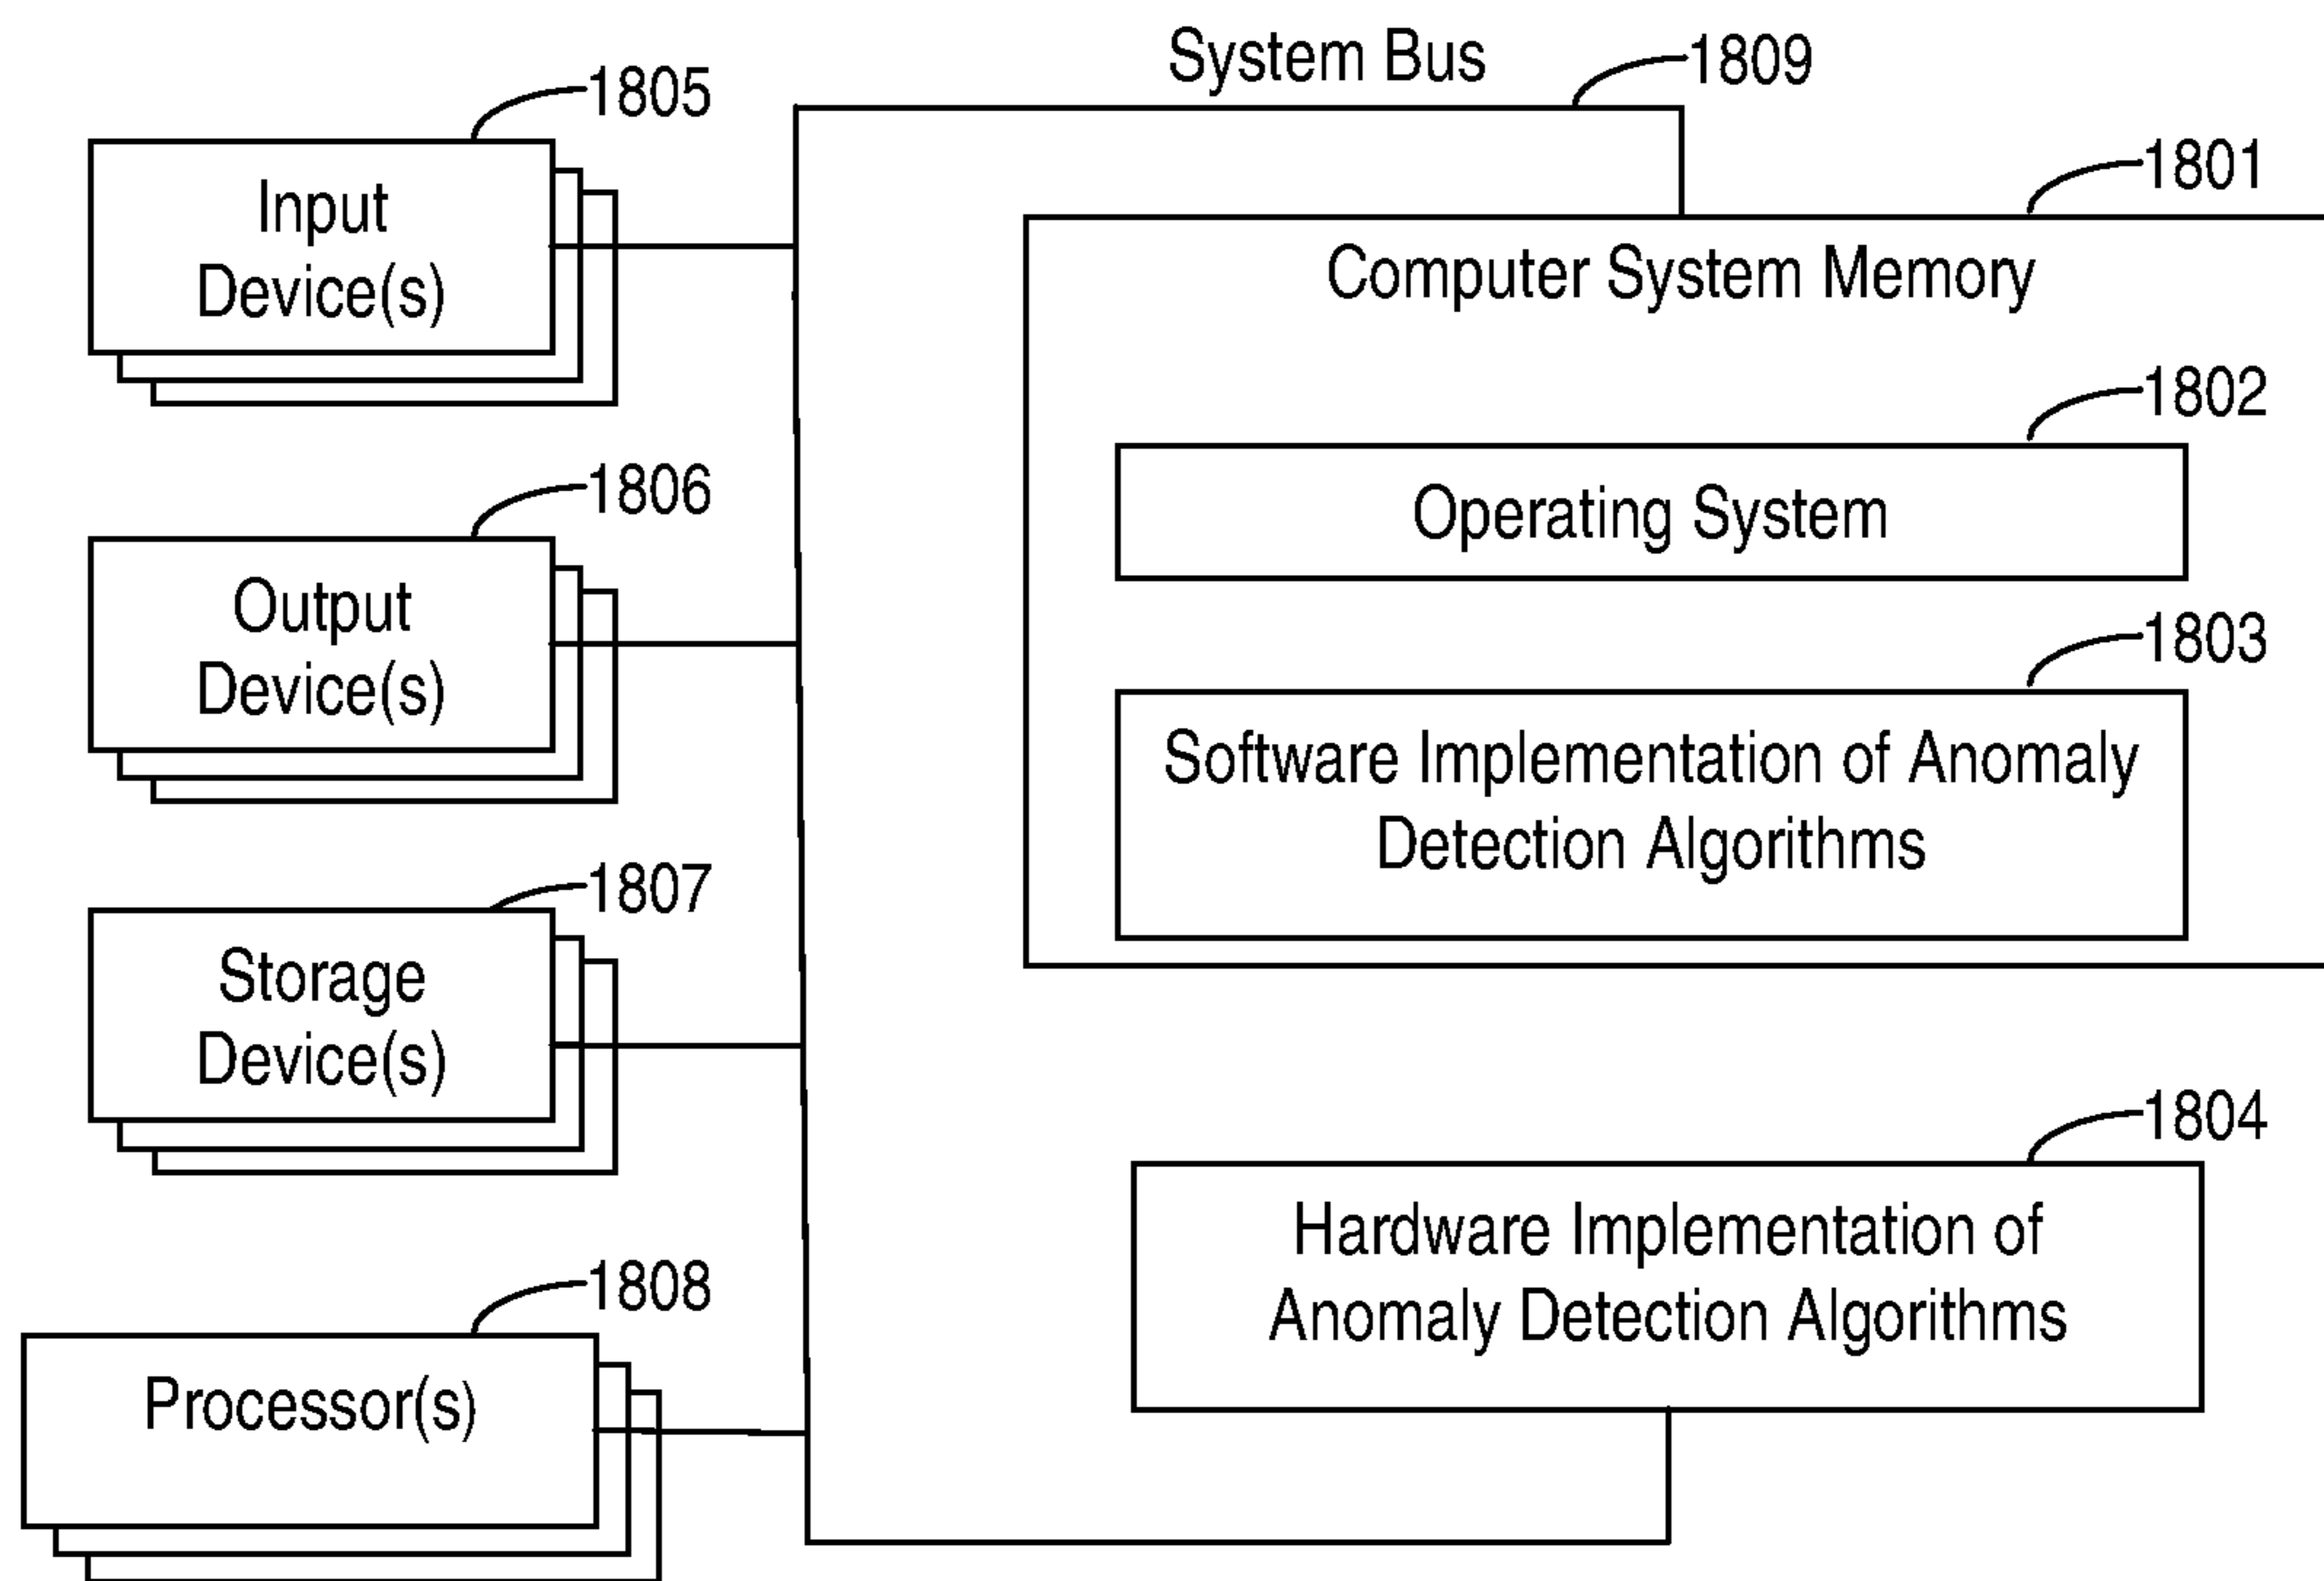 System Bus
1809
1805
Input
Device(s)
1801
Computer System Memory
1802
Operating System
1806
Output
Device(s)
1803
Software Implementation of Anomaly
Detection Algorithms
1807
Storage
Device(s)
1804
Hardware Implementation of
Anomaly Detection Algorithms
1808
Processor(s)